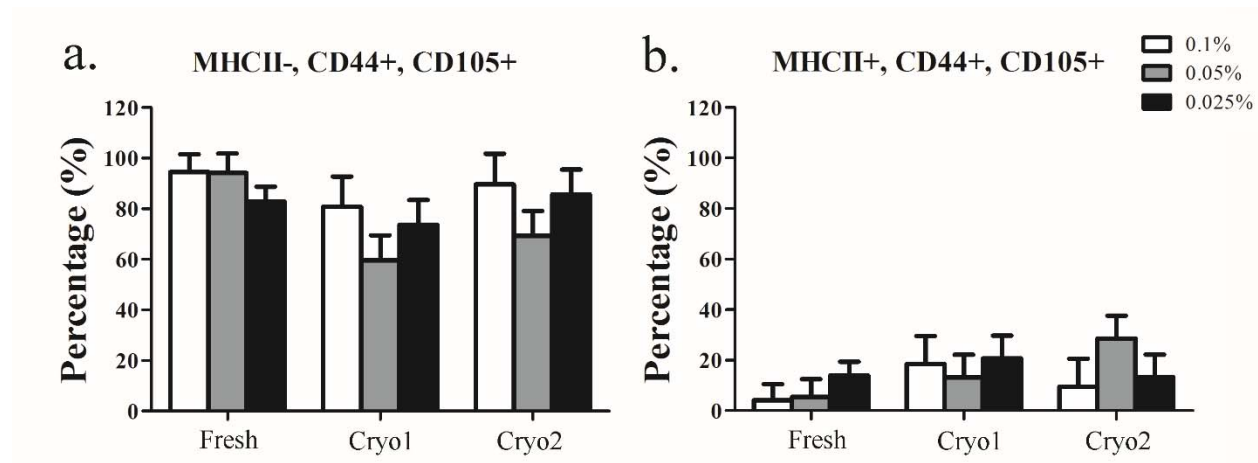 a.
MHCII-, CD44+, CD105+
Percentage (%)
120
100
80
60
40
20
0
Fresh
Cryo1
Cryo2
b.
MHCII+, CD44+, CD105+
0.1%
0.05%
0.025%
Percentage (%)
120
100
80
60
40
20
0
Fresh
Cryo1
Cryo2